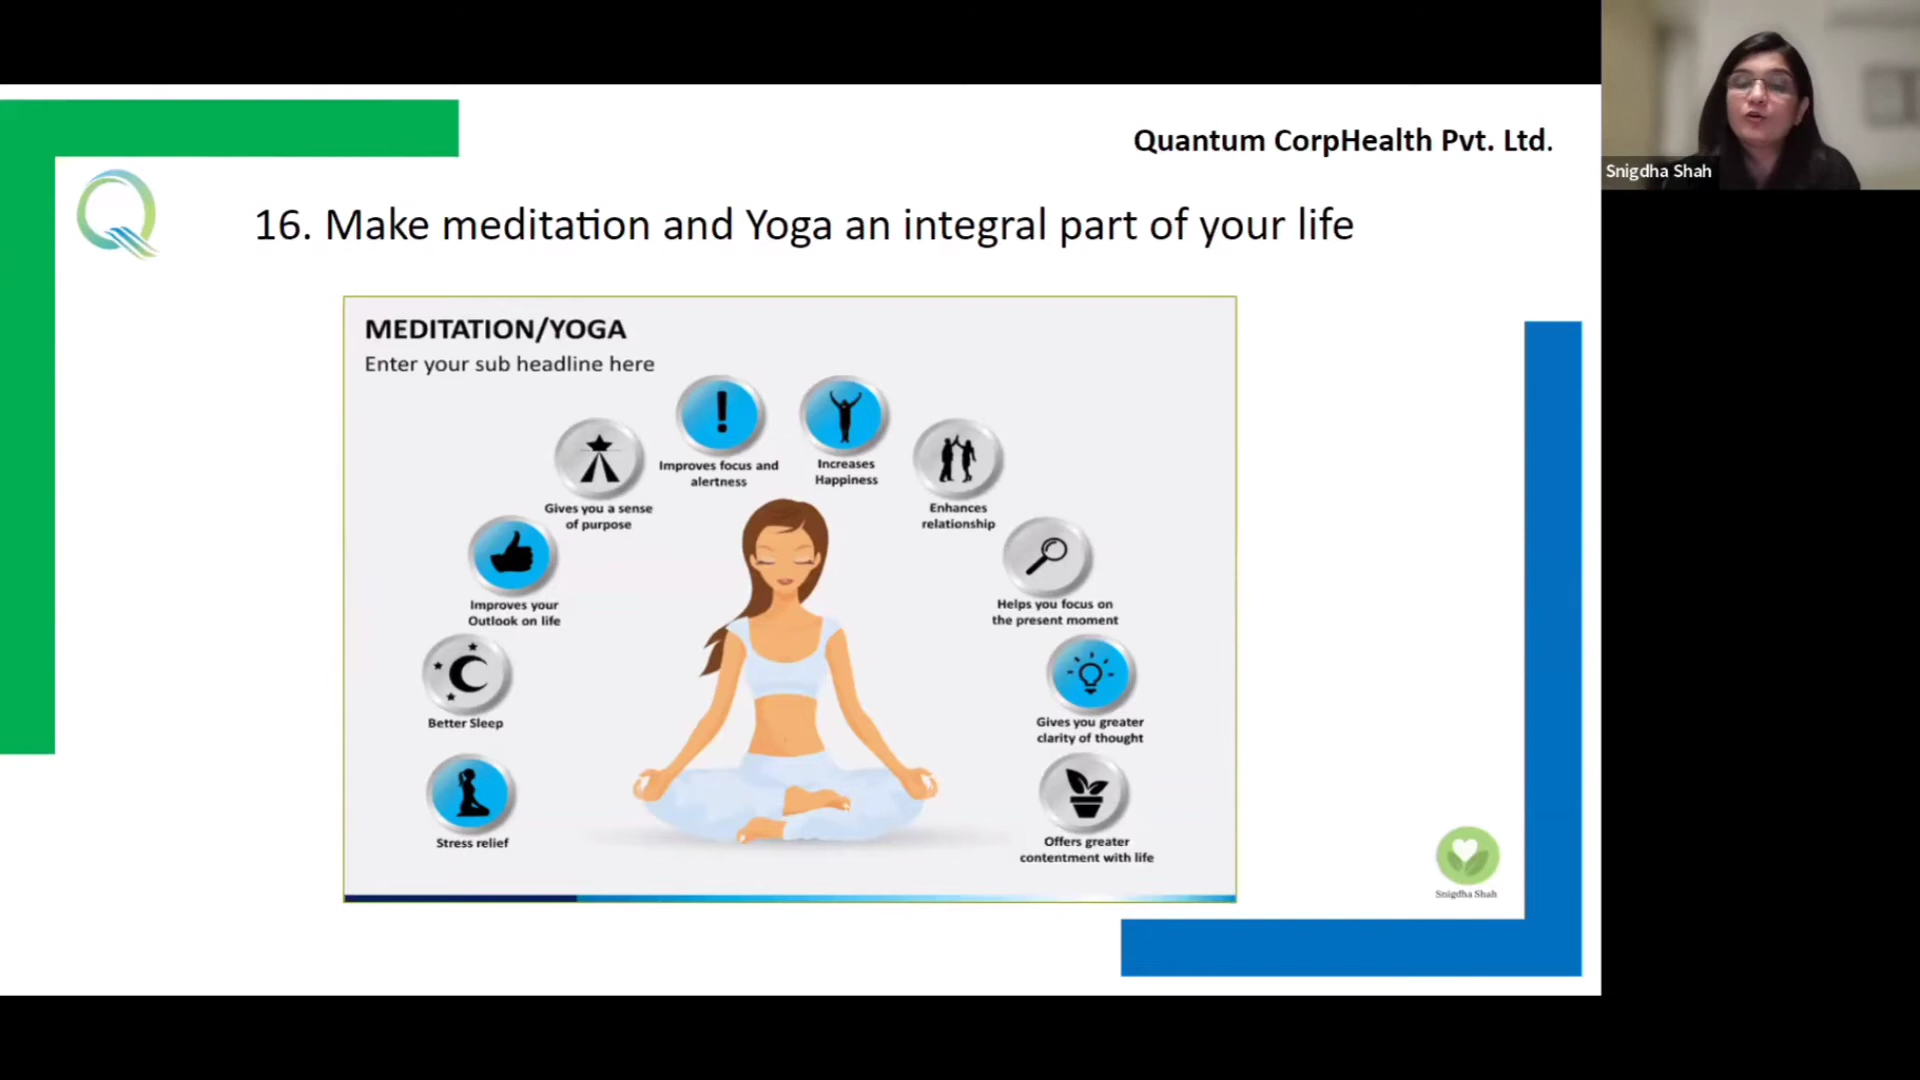 Quantum CorpHealth Pvt. Ltd.
Snigdha Shah
16. Make meditation and Yoga an integral part of your life
MEDITATION/YOGA
Enter your sub headline here
Improves focus and
alertness
Increases
Happiness
Gives you a sense
of purpose
Enhances
relationship
Improves your
Outlook on life
Helps you focus on
the present moment
Better Sleep
Gives you greater
clarity of thought
Stress relief
Offers greater
contentment with life
Snigdha Shah